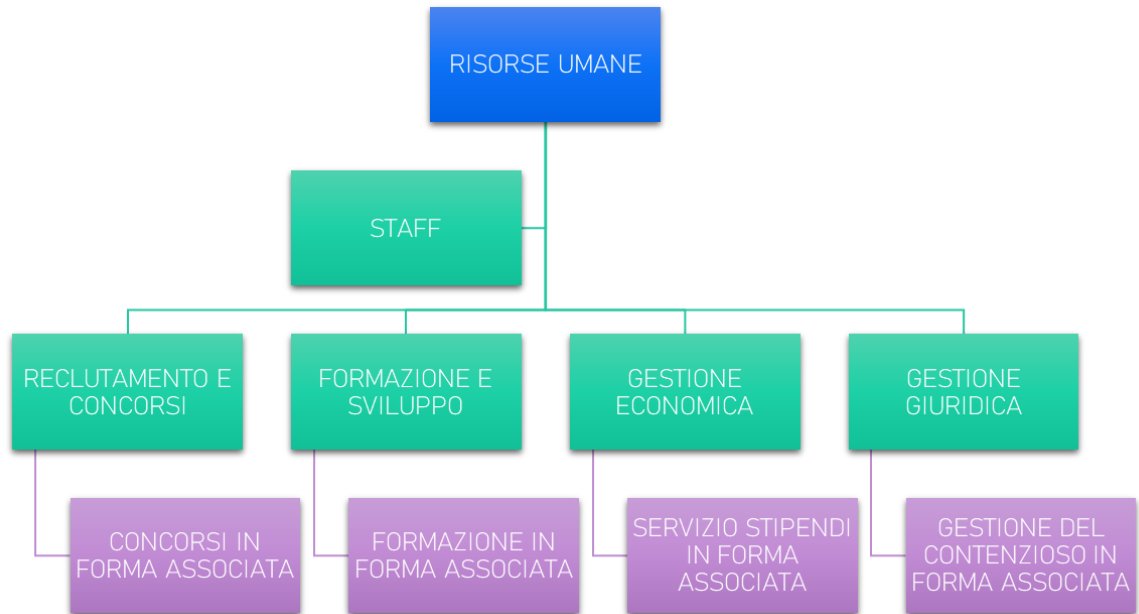 RISORSE UMANE
STAFF
RECLUTAMENTO E
CONCORSI
FORMAZIONE E
SVILUPPO
GESTIONE
ECONOMICA
GESTIONE
GIURIDICA
CONCORSI IN
FORMA ASSOCIATA
FORMAZIONE IN
FORMA ASSOCIATA
SERVIZIO STIPENDI
IN FORMA
ASSOCIATA
GESTIONE DEL
CONTENZIOSO IN
FORMA ASSOCIATA